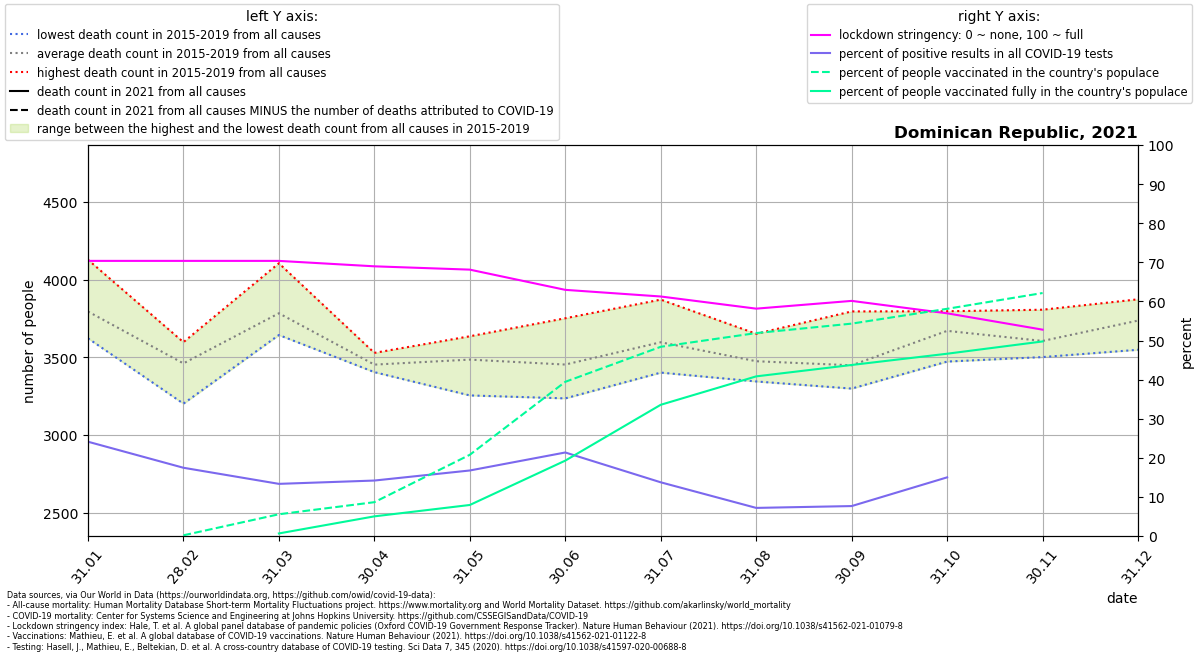 left Y axis:
lowest death count in 2015-2019 from all causes
average death count in 2015-2019 from all causes
highest death count in 2015-2019 from all causes
death count in 2021 from all causes
death count in 2021 from all causes MINUS the number of deaths attributed to COVID-19
range between the highest and the lowest death count from all causes in 2015-2019
right Y axis:
lockdown stringency: 0 ~ none, 100 ~ full
percent of positive results in all COVID-19 tests
percent of people vaccinated in the country's populace
percent of people vaccinated fully in the country's populace
Dominican Republic, 2021
number of people
4500
4000
3500
3000
2500
100
90
80
70
60
50
40
30
20
10
0
percent
31.01
28.02
31.03
30.04
31.05
30.06
31.07
31.08
30.09
31.10
30.11
31.12
date
Data sources, via Our World in Data (https://ourworldindata.org, https://github.com/owid/covid-19-data):
- All-cause mortality: Human Mortality Database Short-term Mortality Fluctuations project. https://www.mortality.org and World Mortality Dataset. https://github.com/akarlinsky/world_mortality
- COVID-19 mortality: Center for Systems Science and Engineering at Johns Hopkins University. https://github.com/CSSEGISandData/COVID-19
- Lockdown stringency index: Hale, T. et al. A global panel database of pandemic policies (Oxford COVID-19 Government Response Tracker). Nature Human Behaviour (2021). https://doi.org/10.1038/s41562-021-01079-8
- Vaccinations: Mathieu, E. et al. A global database of COVID-19 vaccinations. Nature Human Behaviour (2021). https://doi.org/10.1038/s41562-021-01122-8
- Testing: Hasell, J., Mathieu, E., Beltekian, D. et al. A cross-country database of COVID-19 testing. Sci Data 7, 345 (2020). https://doi.org/10.1038/s41597-020-00688-8